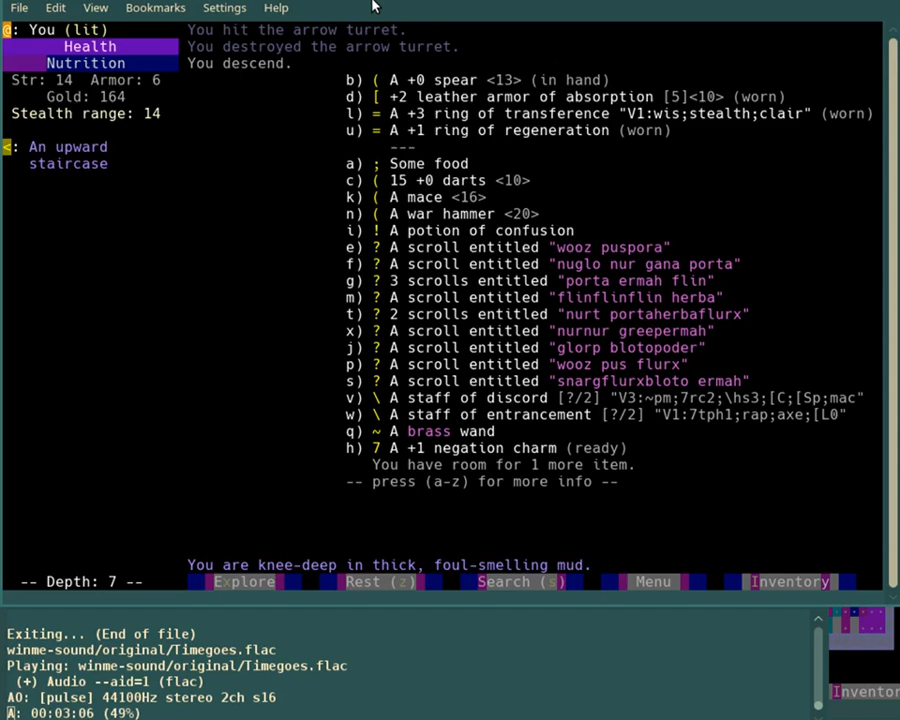 File Edit View Bookmarks Settings Help
@: You (lit)
Health
Nutrition
Str: 14 Armor: 6
Gold: 164
Stealth range: 14
<: An upward
staircase
You hit the arrow turret.
You destroyed the arrow turret.
You descend.
b) ( A +0 spear <13> (in hand)
d) [ +2 leather armor of absorption [5]<10> (worn)
l) = A +3 ring of transference "V1:wis;stealth;clair" (worn)
u) = A +1 ring of regeneration (worn)
---
a) ; Some food
c) ( 15 +0 darts <10>
k) ( A mace <16>
n) ( A war hammer <20>
i) ! A potion of confusion
e) ? A scroll entitled "wooz puspora"
f) ? A scroll entitled "nuglo nur gana porta"
g) ? 3 scrolls entitled "porta ermah flin"
m) ? A scroll entitled "flinflinflin herba"
t) ? 2 scrolls entitled "nurt portaherbaflurx"
x) ? A scroll entitled "nurnur greepermah"
j) ? A scroll entitled "glorp blotopoder"
p) ? A scroll entitled "wooz pus flurx"
s) ? A scroll entitled "snargflurxbloto ermah"
v) \ A staff of discord [?/2] "V3:~pm;7rc2;\hs3;[C;[Sp;mac"
w) \ A staff of entrancement [?/2] "V1:7tph1;rap;axe;[L0"
q) ~ A brass wand
h) 7 A +1 negation charm (ready)
You have room for 1 more item.
-- press (a-z) for more info --
You are knee-deep in thick, foul-smelling mud.
-- Depth: 7 -- Explore Rest (z) Search (s) Menu Inventory
Exiting... (End of file)
winme-sound/original/Timegoes.flac
Playing: winme-sound/original/Timegoes.flac
(+) Audio --aid=1 (flac)
AO: [pulse] 44100Hz stereo 2ch s16
A: 00:03:06 (49%)
Inventor